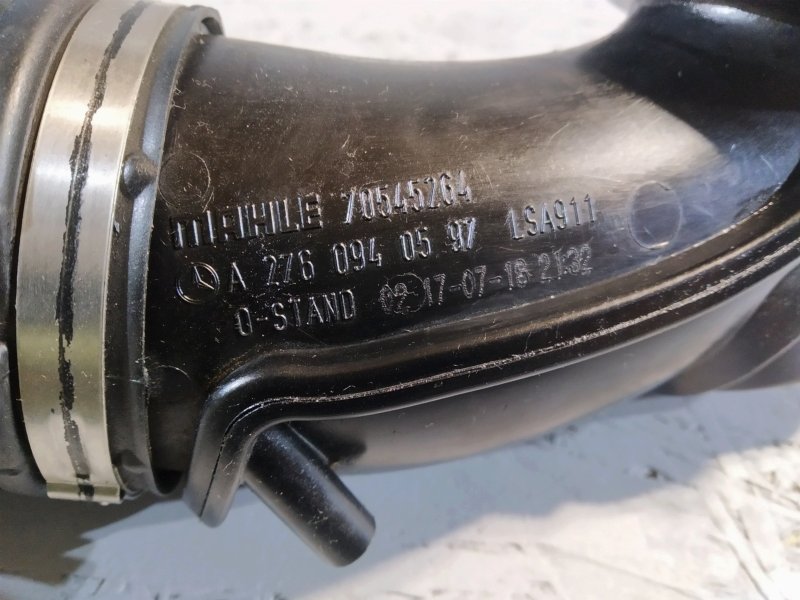 MAHLE 70545264
A 276 094 05 97 LSA911
Q-STAND 02 17-07-18 21:32